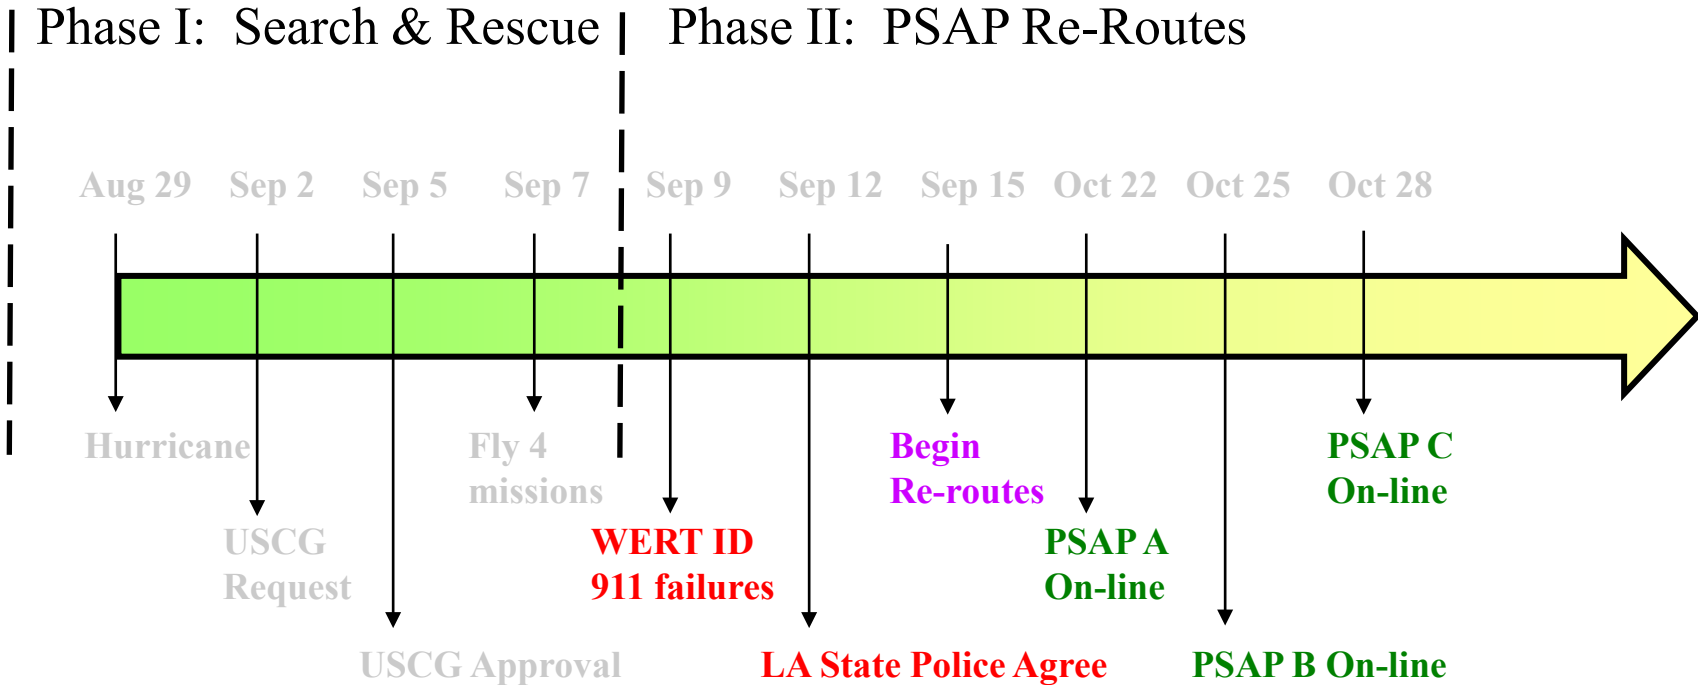 Phase I: Search & Rescue
Phase II: PSAP Re-Routes
Aug 29
Sep 2
Sep 5
Sep 7
Sep 9
Sep 12
Sep 15
Oct 22
Oct 25
Oct 28
Hurricane
USCG
Request
USCG Approval
Fly 4
missions
WERT ID
911 failures
LA State Police Agree
Begin
Re-routes
PSAP A
On-line
PSAP B On-line
PSAP C
On-line